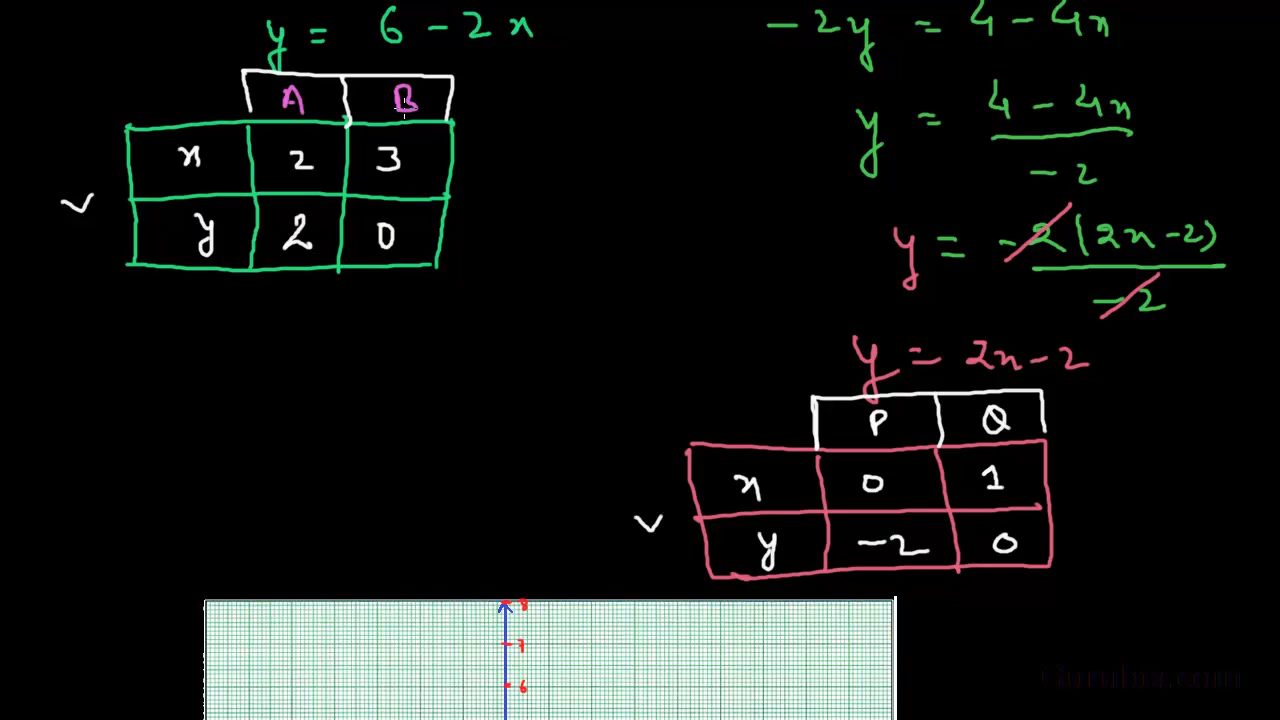 y = 6 - 2x
A B
x 2 3
y 2 0
-2y = 4 - 4x
y = 4 - 4x
-2
y = -2(2x-2)
-2
y = 2x - 2
P Q
x 0 1
y -2 0
8
7
6